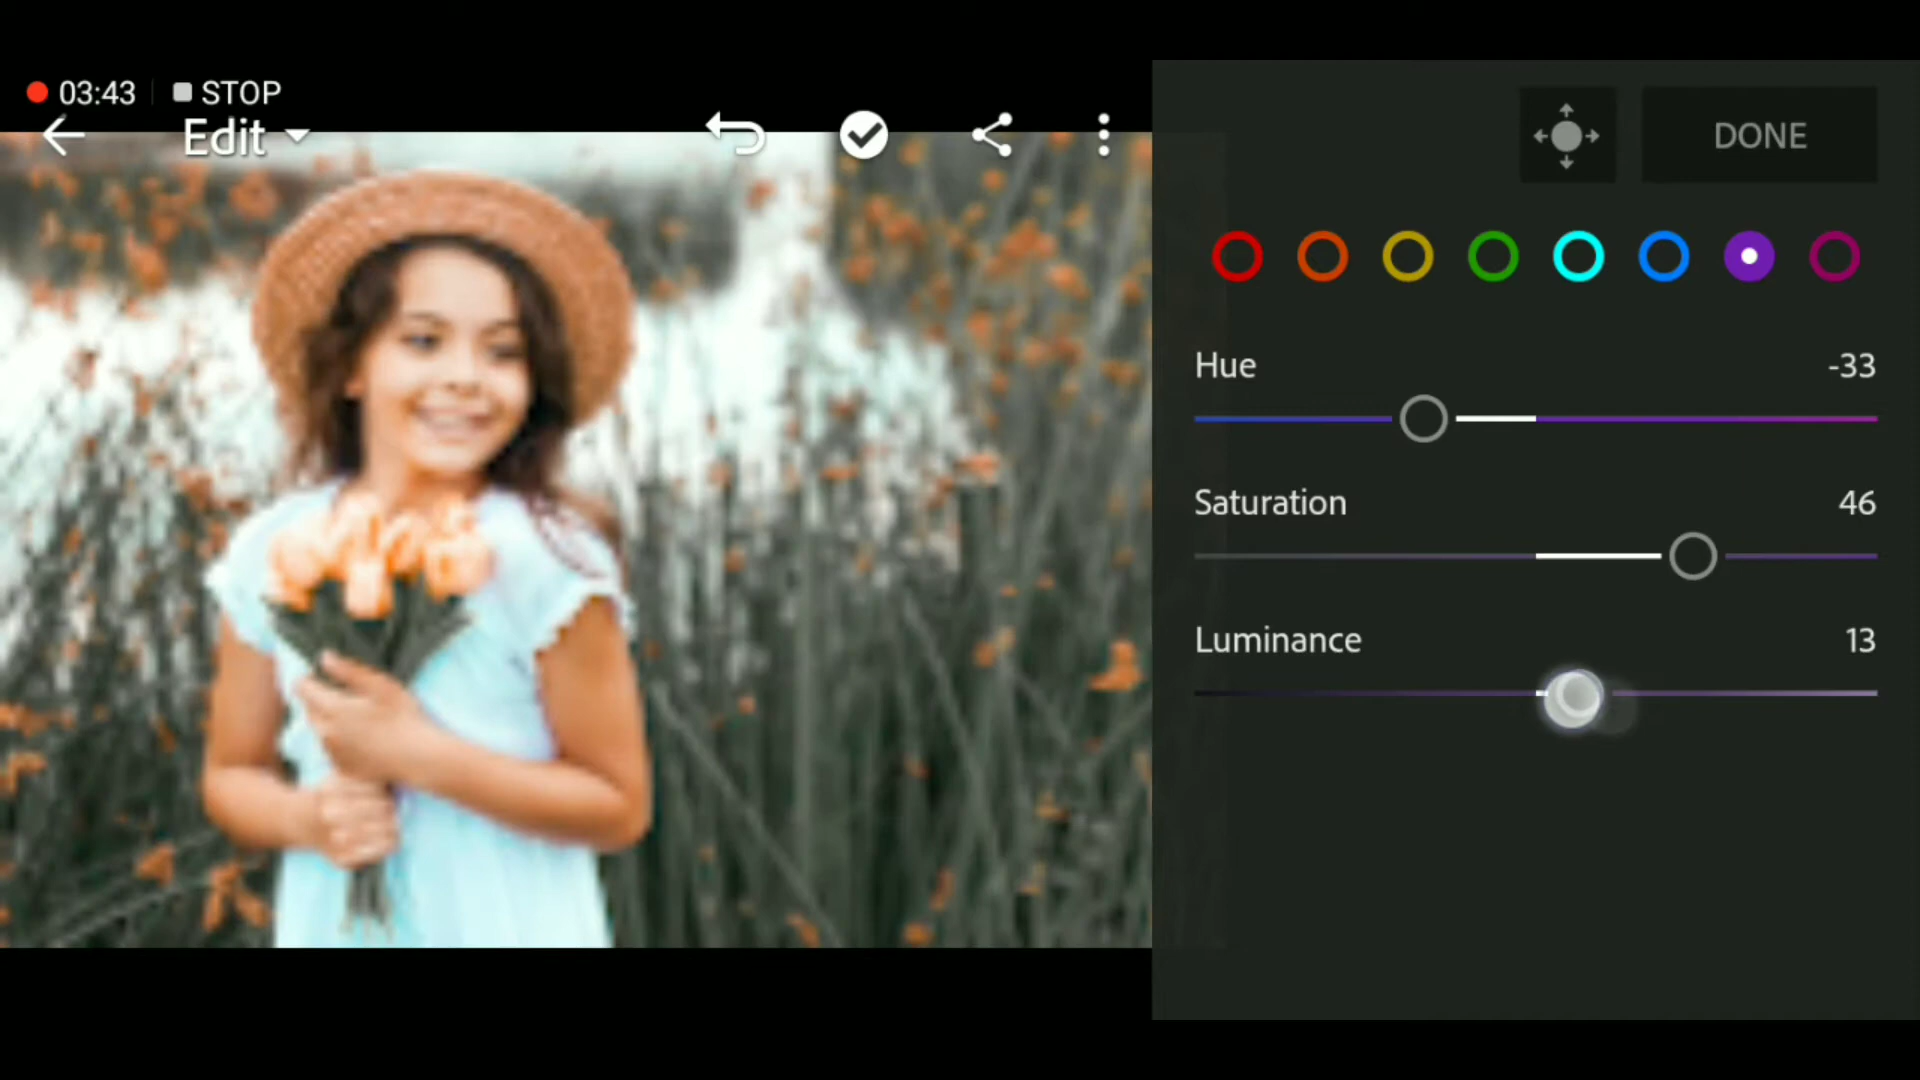 03:43 STOP
Edit
DONE
Hue -33
Saturation 46
Luminance 13